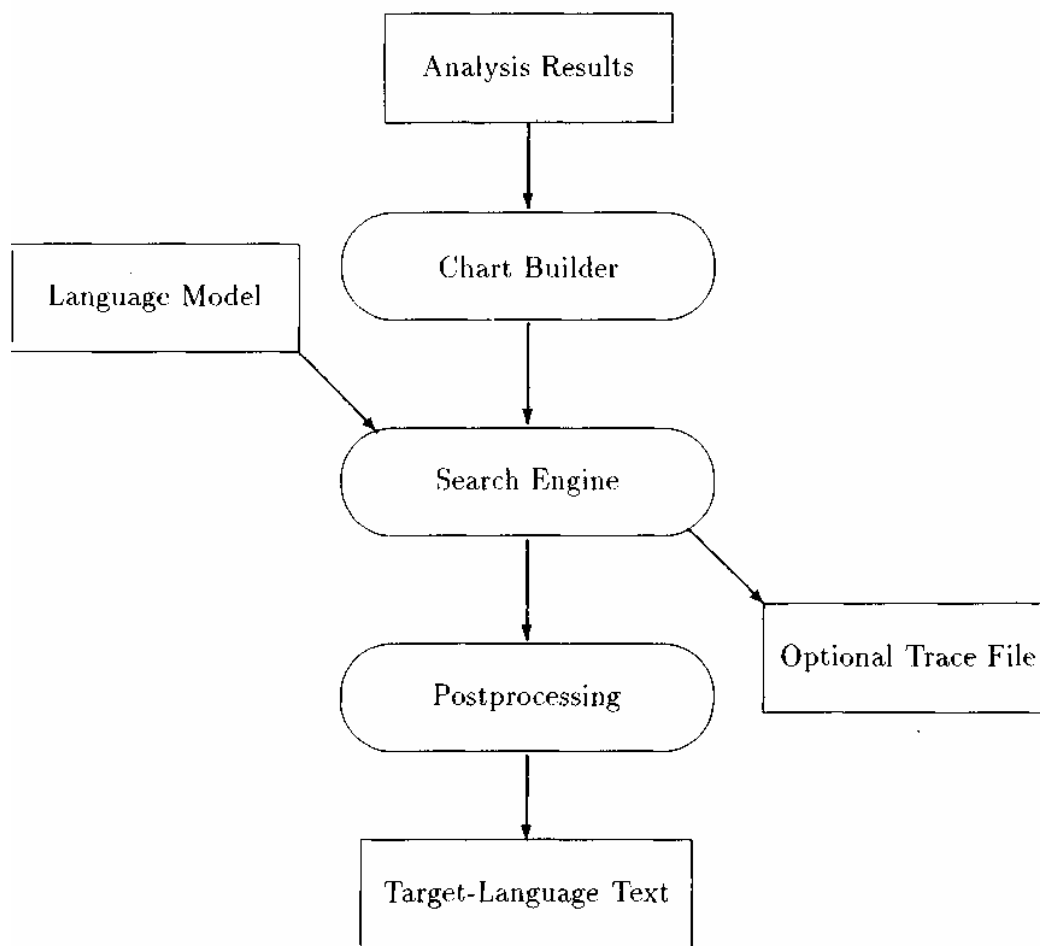 Analysis Results
Chart Builder
Language Model
Search Engine
Optional Trace File
Postprocessing
Target-Language Text